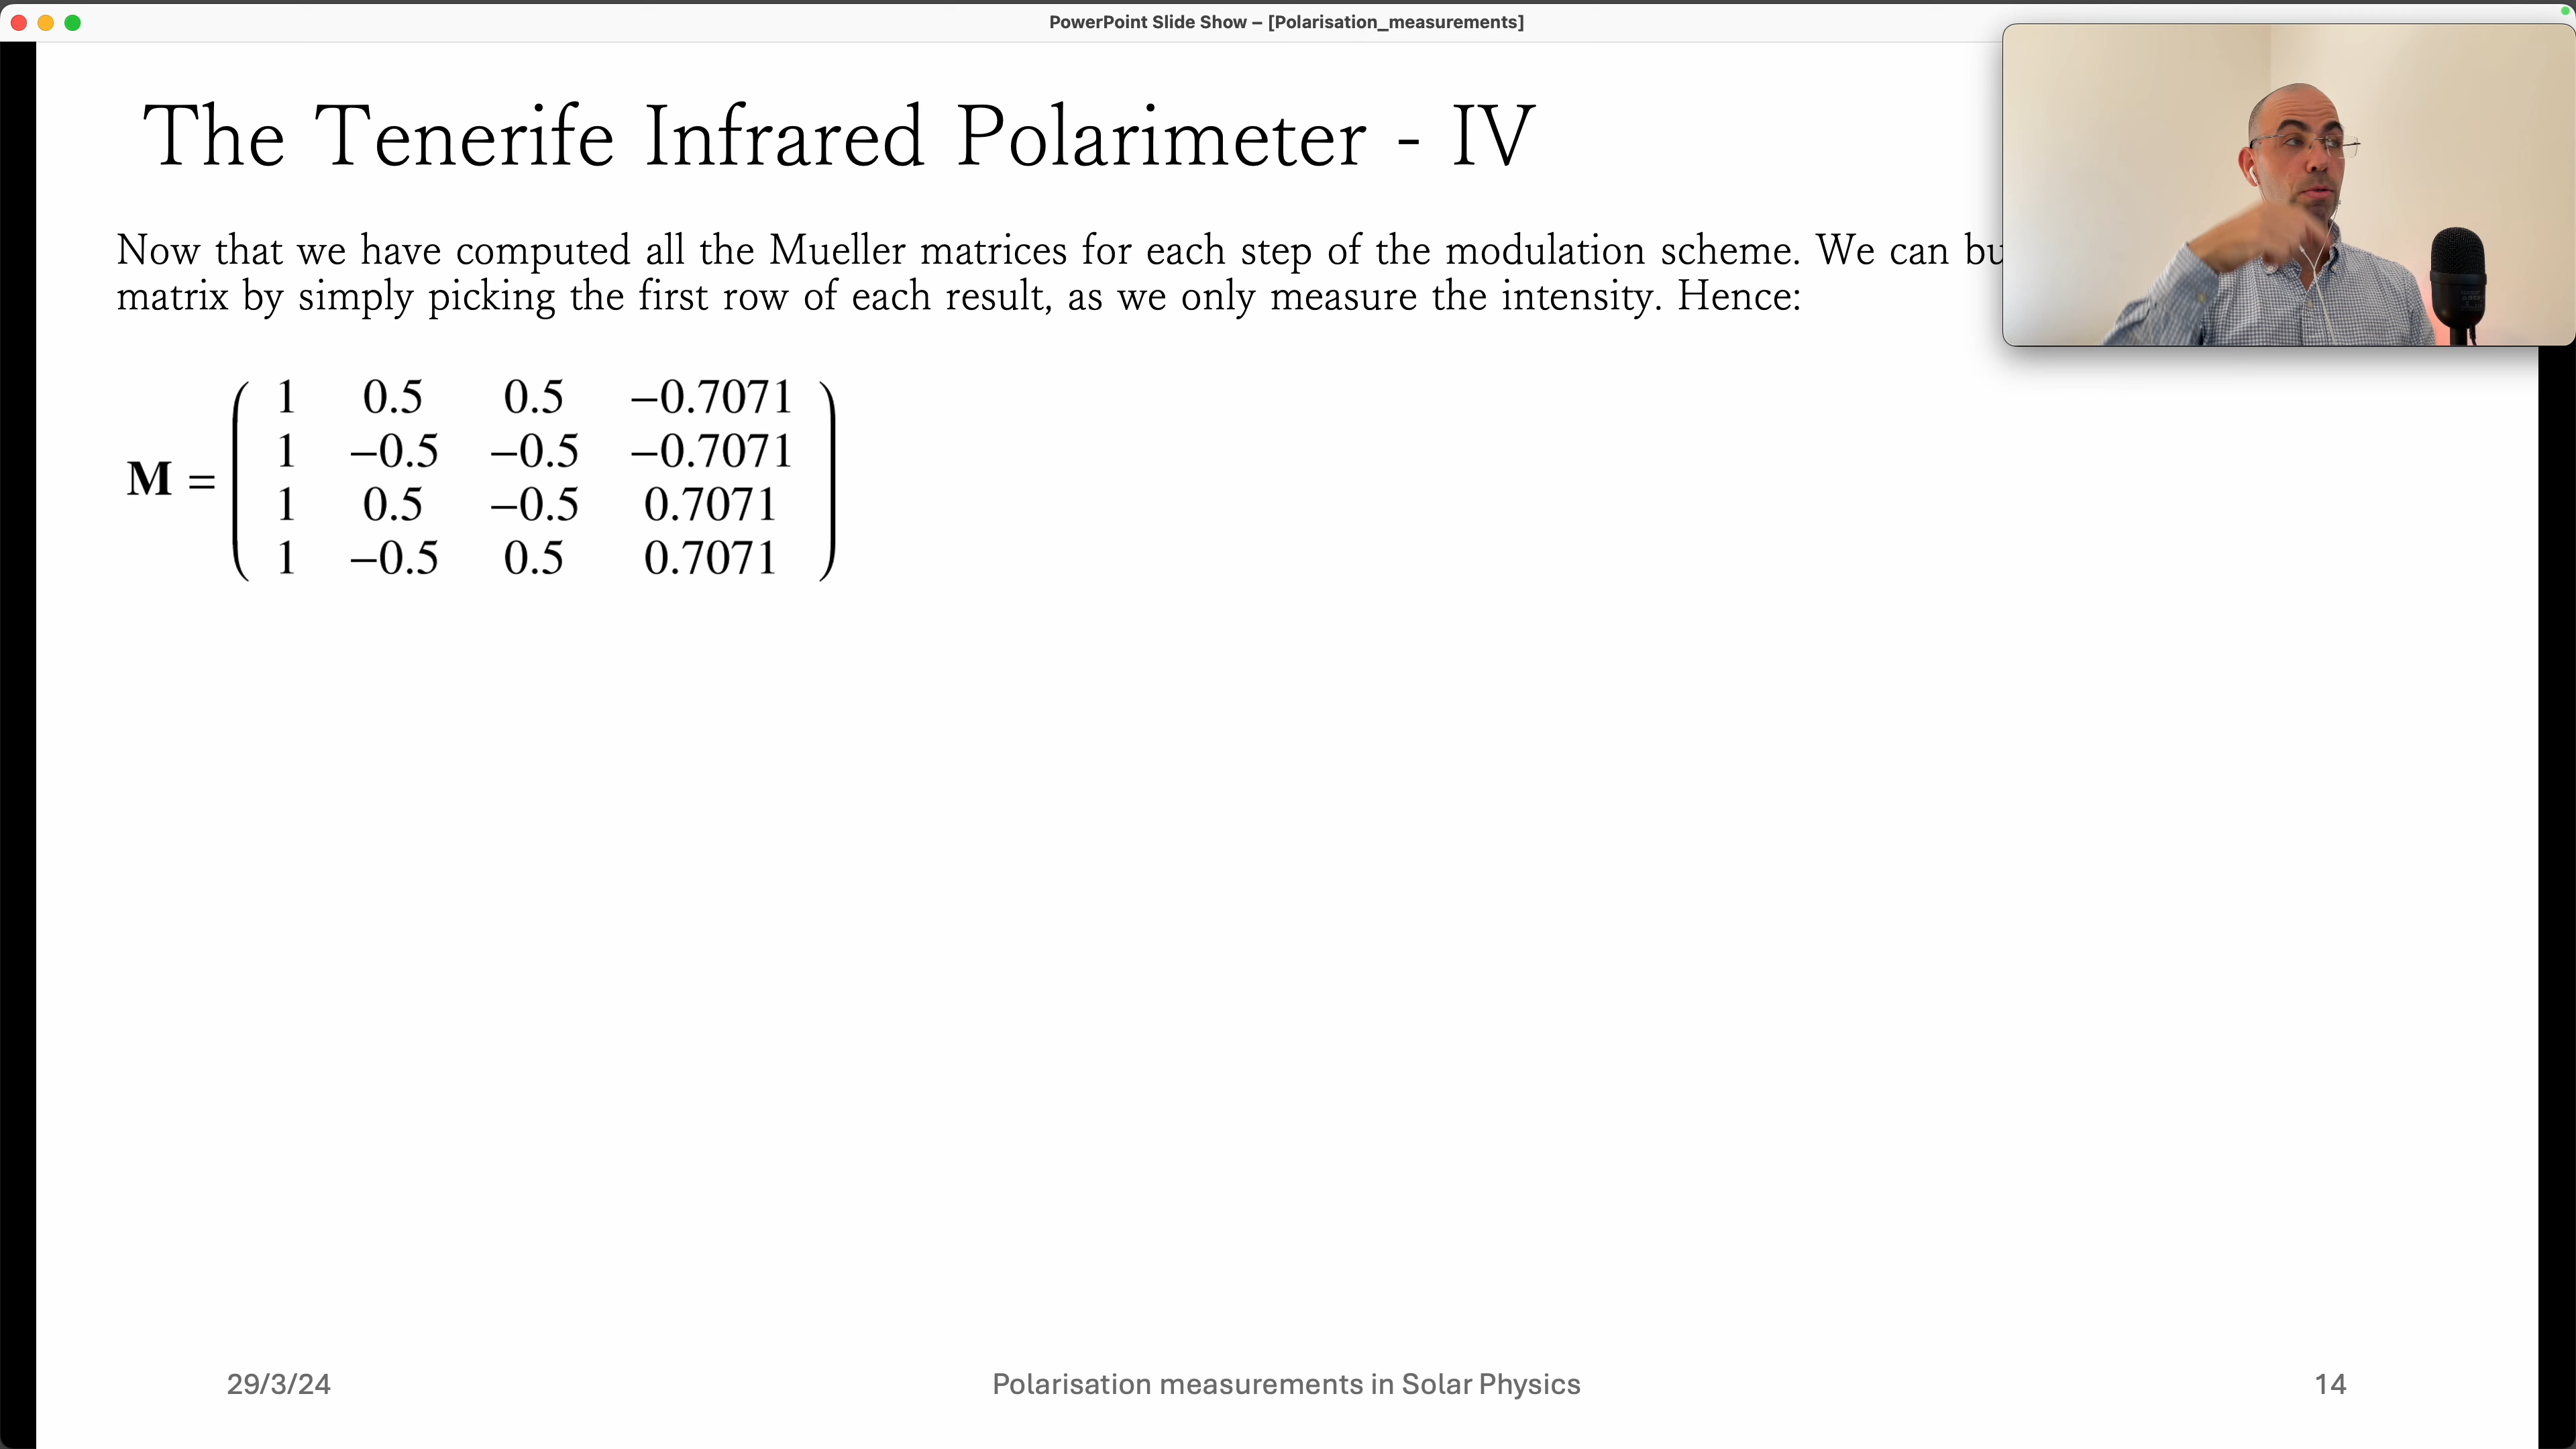 PowerPoint Slide Show – [Polarisation_measurements]
The Tenerife Infrared Polarimeter - IV
Now that we have computed all the Mueller matrices for each step of the modulation scheme. We can
matrix by simply picking the first row of each result, as we only measure the intensity. Hence:
M =
1 0.5 0.5 −0.7071
1 −0.5 −0.5 −0.7071
1 0.5 −0.5 0.7071
1 −0.5 0.5 0.7071
29/3/24 Polarisation measurements in Solar Physics 14